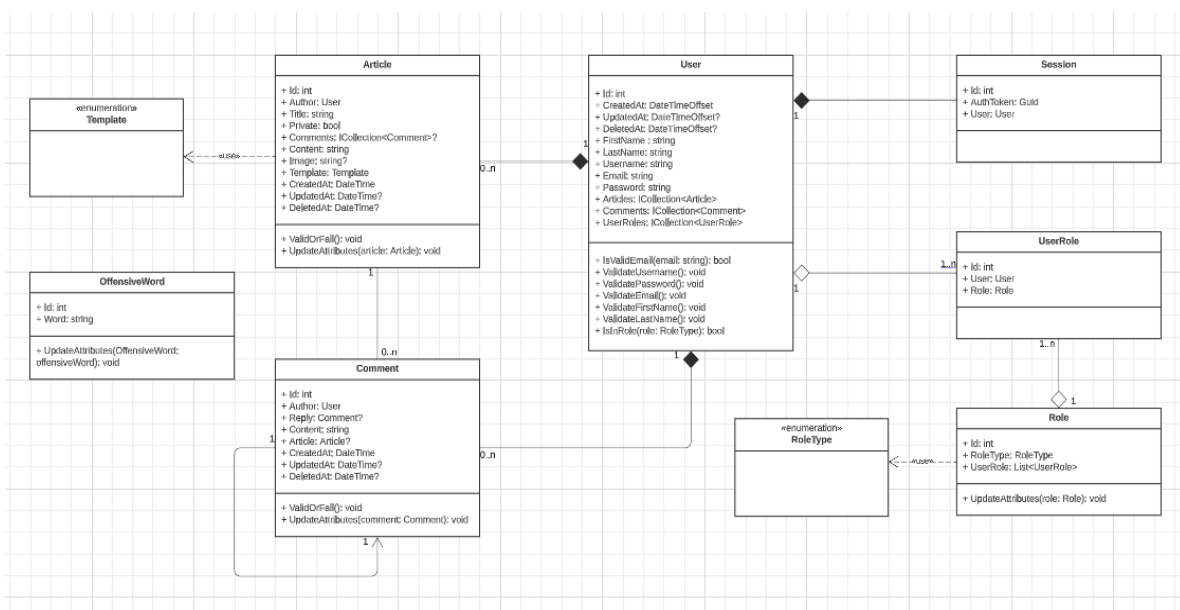 Article
+ Id: int
+ Author: User
+ Title: string
+ Private: bool
+ Comments: ICollection<Comment>?
+ Content: string
+ Image: string?
+ Template: Template
+ CreatedAt: DateTime
+ UpdatedAt: DateTime?
+ DeletedAt: DateTime?
+ ValidOrFail(): void
+ UpdateAttributes(article: Article): void
1
User
+ Id: int
+ CreatedAt: DateTimeOffset
+ UpdatedAt: DateTimeOffset?
+ DeletedAt: DateTimeOffset?
+ FirstName : string
+ LastName: string
+ Username: string
+ Email: string
+ Password: string
+ Articles: ICollection<Article>
+ Comments: ICollection<Comment>
+ UserRoles: ICollection<UserRole>
+ IsValidEmail(email: string): bool
+ ValidateUsername(): void
+ ValidatePassword(): void
+ ValidateEmail(): void
+ ValidateFirstName(): void
+ ValidateLastName(): void
+ IsInRole(role: RoleType): bool
1
Session
+ Id: int
+ AuthToken: Guid
+ User: User
1
«enumeration»
Template
«use»
1
0..n
OffensiveWord
+ Id: int
+ Word: string
+ UpdateAttributes(OffensiveWord:
offensiveWord): void
UserRole
+ Id: int
+ User: User
+ Role: Role
1..n
1
1..n
0..n
Comment
+ Id: int
+ Author: User
+ Reply: Comment?
+ Content: string
+ Article: Article?
+ CreatedAt: DateTime
+ UpdatedAt: DateTime?
+ DeletedAt: DateTime?
+ ValidOrFail(): void
+ UpdateAttributes(comment: Comment): void
1
0..n
1
«enumeration»
RoleType
«use»
1
Role
+ Id: int
+ RoleType: RoleType
+ UserRole: List<UserRole>
+ UpdateAttributes(role: Role): void